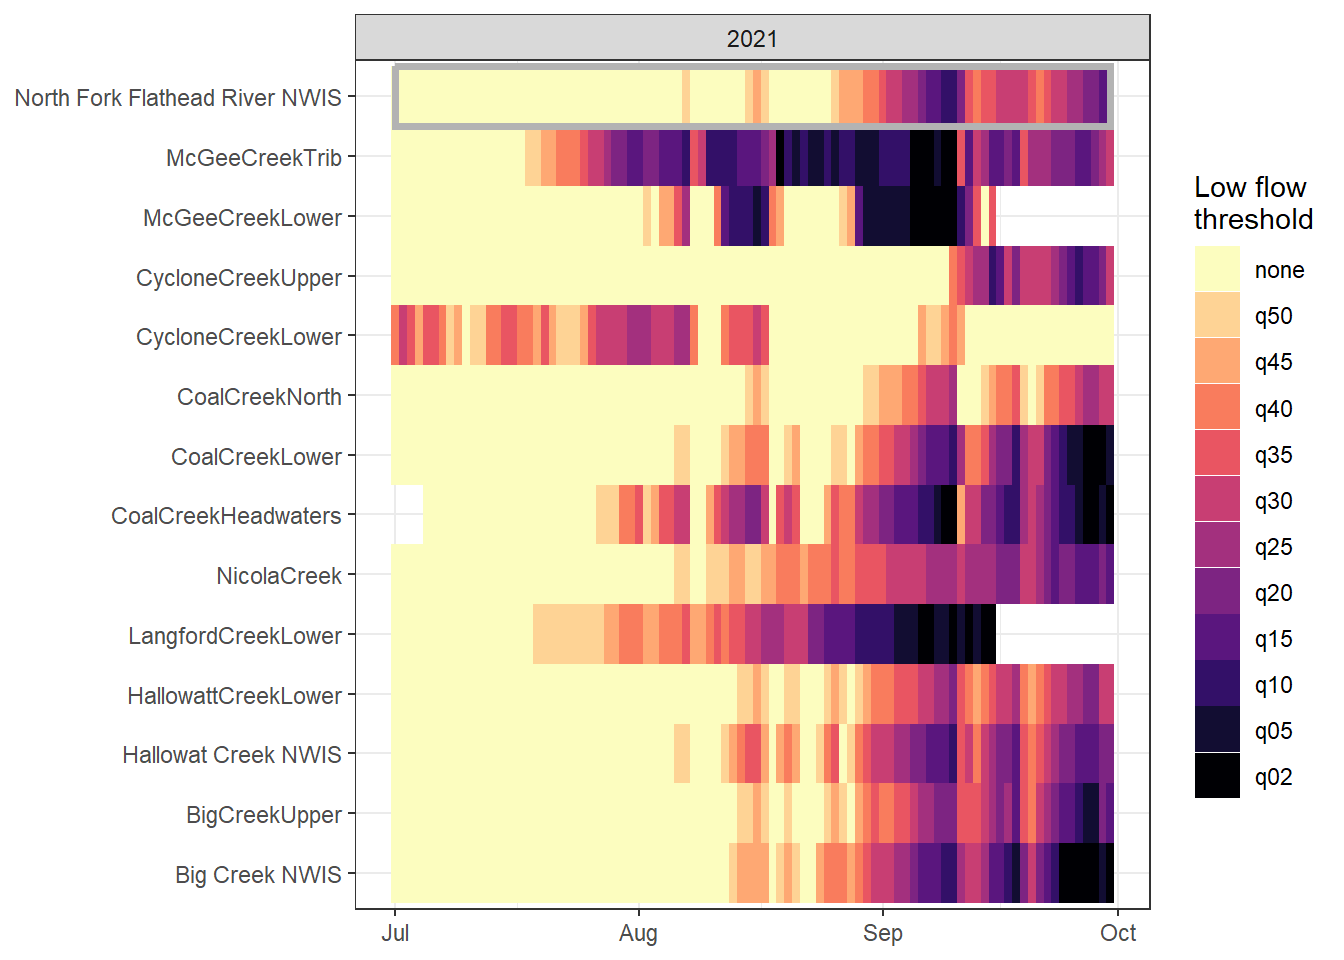 2021
North Fork Flathead River NWIS
McGeeCreekTrib
McGeeCreekLower
CycloneCreekUpper
CycloneCreekLower
CoalCreekNorth
CoalCreekLower
CoalCreekHeadwaters
NicolaCreek
LangfordCreekLower
HallowattCreekLower
Hallowat Creek NWIS
BigCreekUpper
Big Creek NWIS
Jul Aug Sep Oct
Low flow
threshold
none
q50
q45
q40
q35
q30
q25
q20
q15
q10
q05
q02